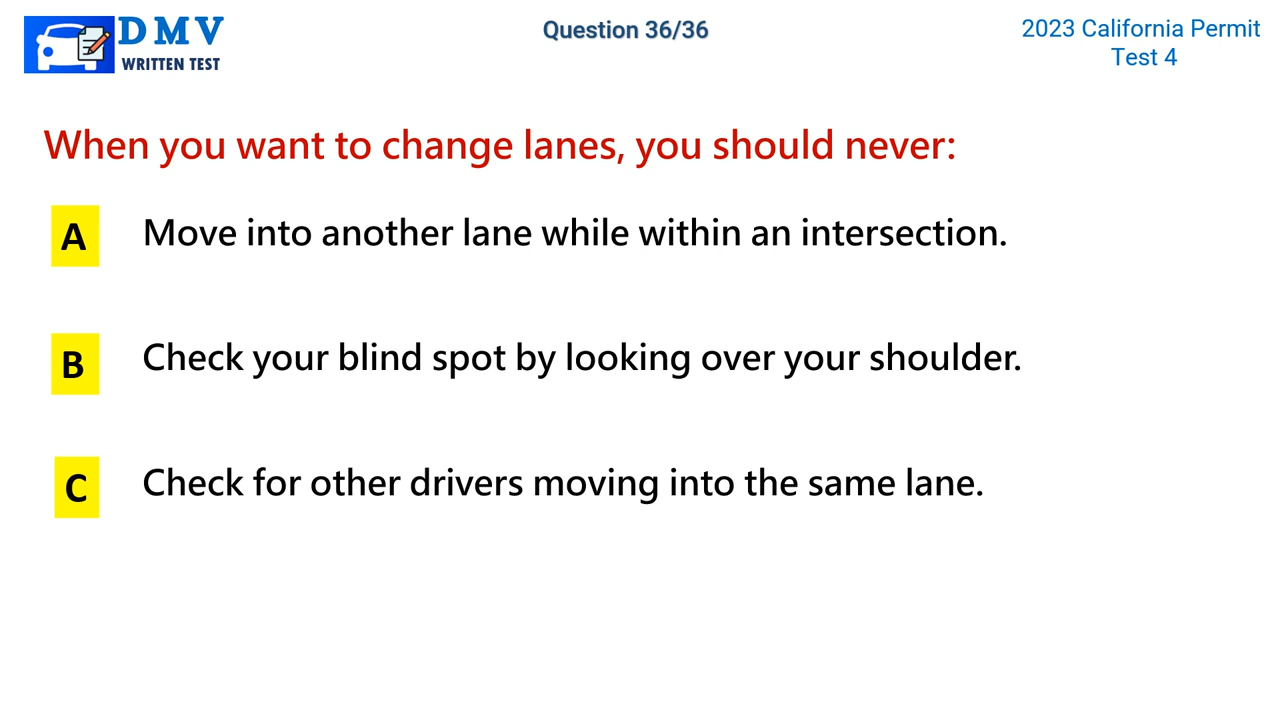 DMV
WRITTEN TEST
Question 36/36
2023 California Permit
Test 4
When you want to change lanes, you should never:
A Move into another lane while within an intersection.
B Check your blind spot by looking over your shoulder.
C Check for other drivers moving into the same lane.